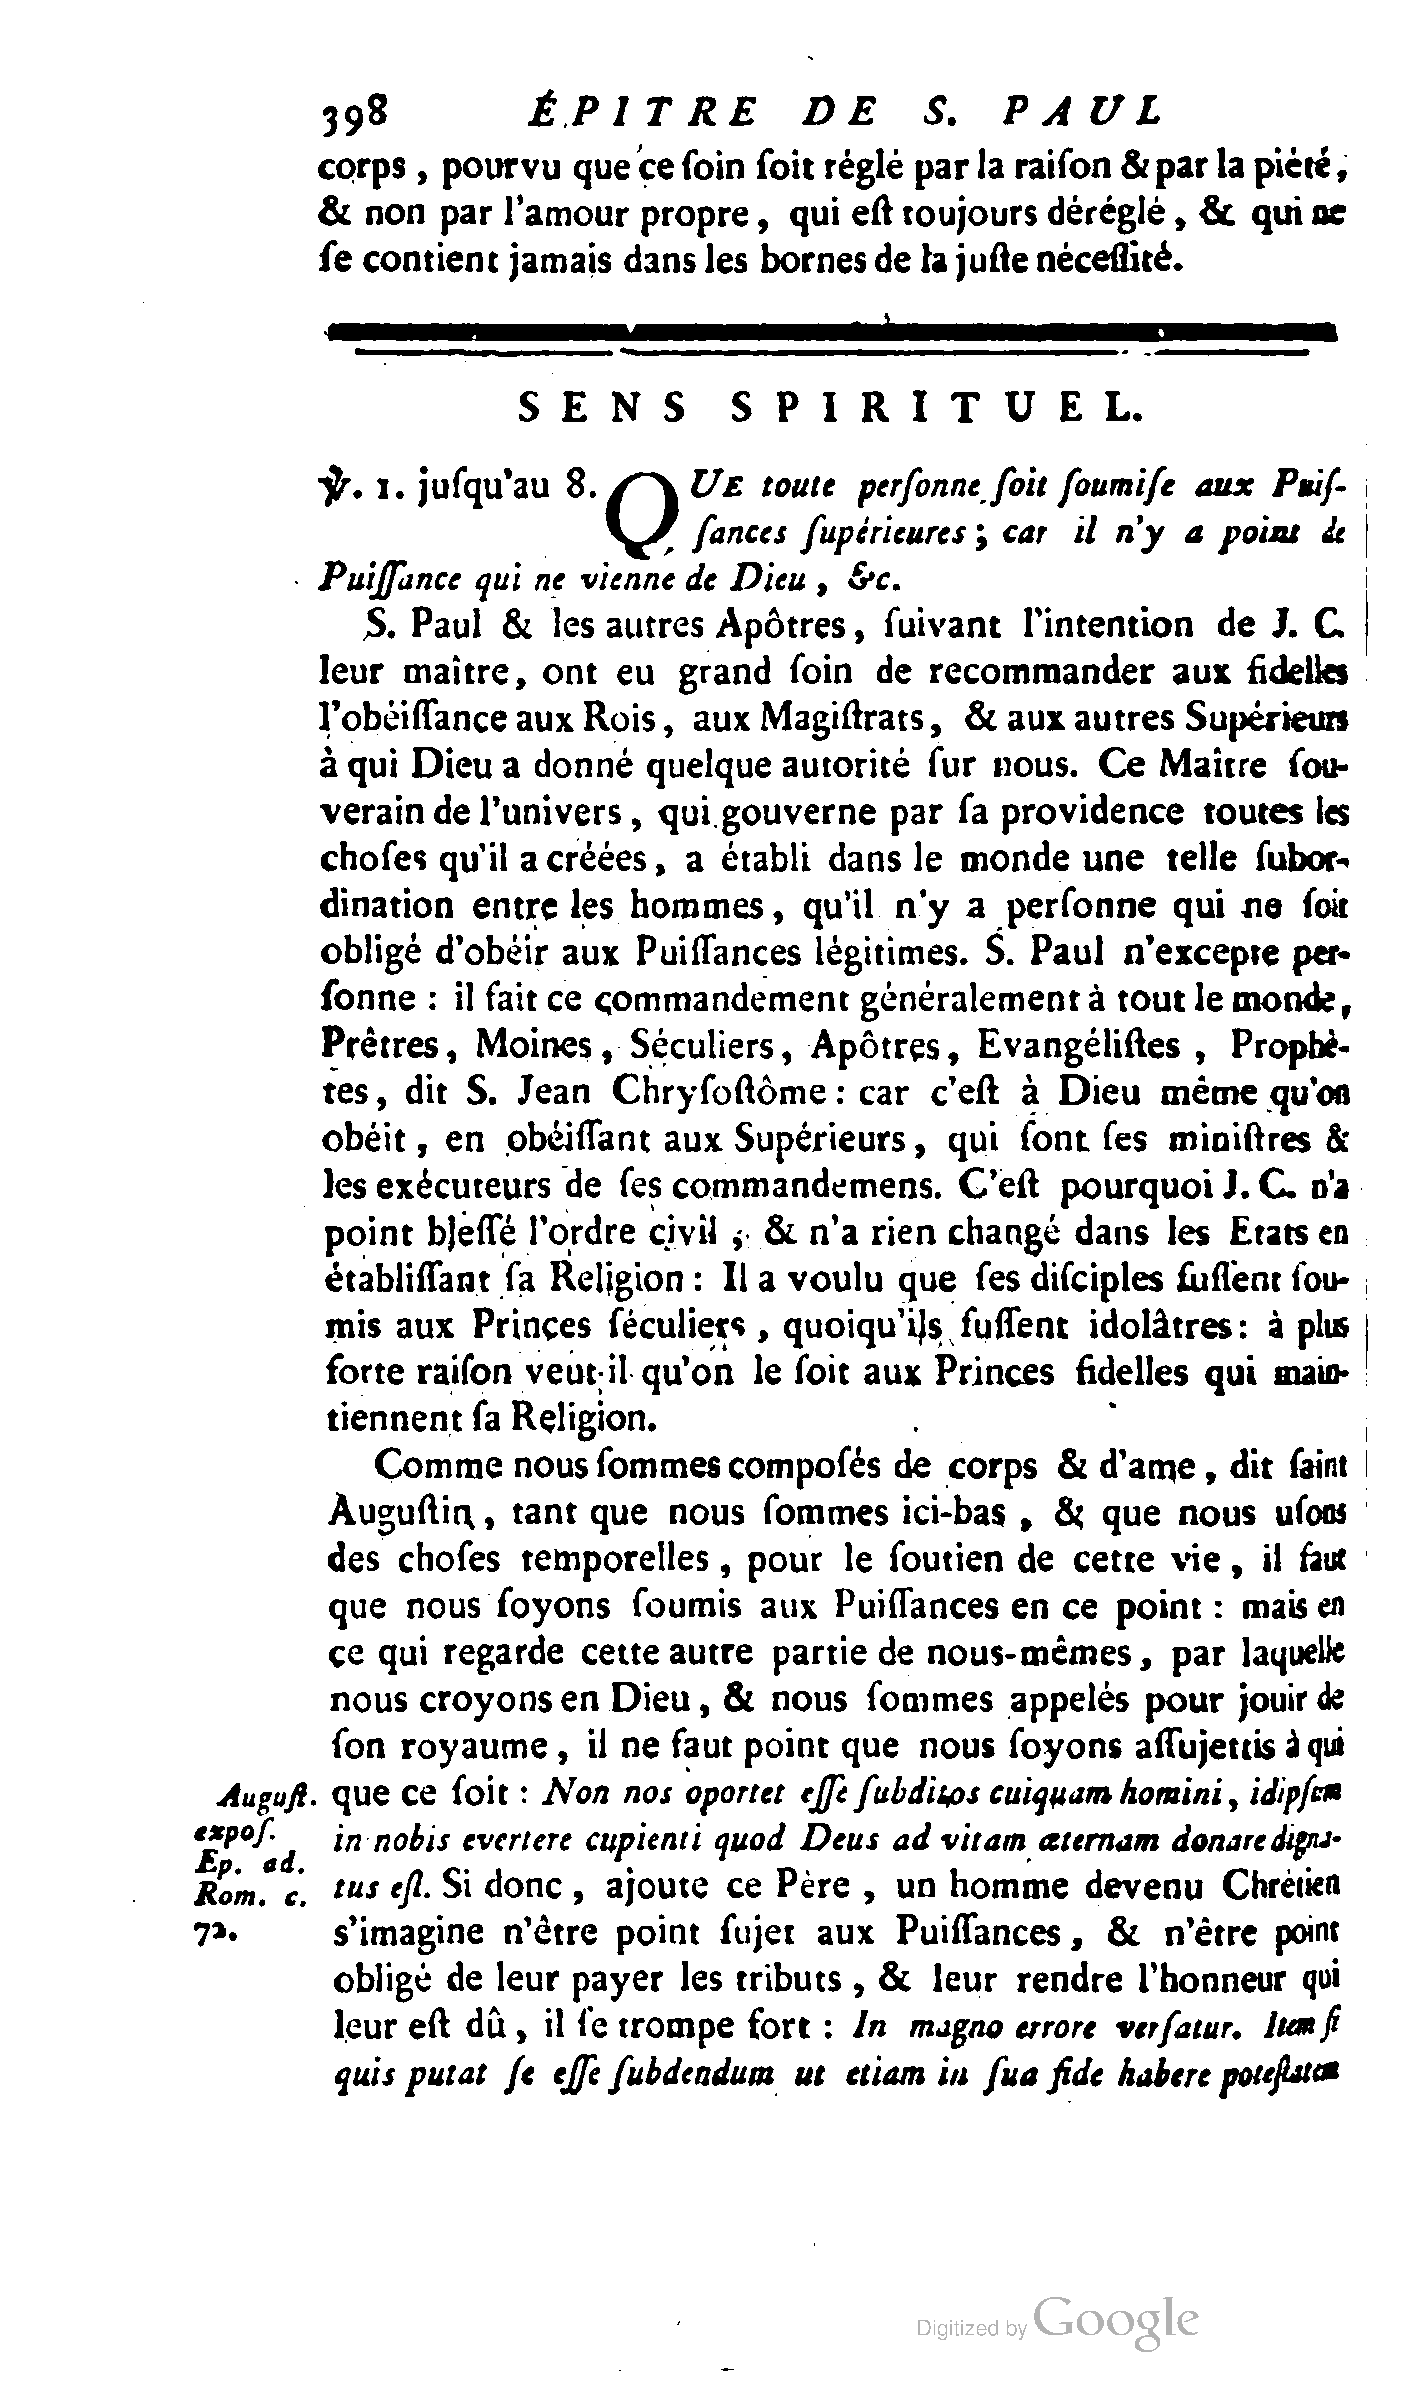 398 ÉPITRE DE S. PAUL
corps, pourvu que ce ſoin ſoit réglé par la raiſon & par la piété,
& non par l'amour propre, qui eſt toujours déréglé, & qui ne
ſe contient jamais dans les bornes de la juſte néceſſité.
SENS SPIRITUEL.
℣. 1. juſqu'au 8. QUE toute perſonne ſoit ſoumiſe aux Puiſ-
ſances ſupérieures; car il n'y a point de
Puiſſance qui ne vienne de Dieu, &c.
S. Paul & les autres Apôtres, ſuivant l'intention de J. C.
leur maître, ont eu grand ſoin de recommander aux fidelles
l'obéiſſance aux Rois, aux Magiſtrats, & aux autres Supérieurs
à qui Dieu a donné quelque autorité ſur nous. Ce Maître ſou-
verain de l'univers, qui gouverne par ſa providence toutes les
choſes qu'il a créées, a établi dans le monde une telle ſubor-
dination entre les hommes, qu'il n'y a perſonne qui ne ſoit
obligé d'obéir aux Puiſſances légitimes. S. Paul n'excepte per-
ſonne : il fait ce commandement généralement à tout le monde,
Prêtres, Moines, Séculiers, Apôtres, Evangéliſtes, Prophè-
tes, dit S. Jean Chryſoſtôme : car c'eſt à Dieu même qu'on
obéit, en obéiſſant aux Supérieurs, qui ſont ſes miniſtres &
les exécuteurs de ſes commandemens. C'eſt pourquoi J. C. n'a
point bleſſé l'ordre civil, & n'a rien changé dans les Etats en
établiſſant ſa Religion : Il a voulu que ſes diſciples fuſſent ſou-
mis aux Princes ſéculiers, quoiqu'ils fuſſent idolâtres : à plus
forte raiſon veut-il qu'on le ſoit aux Princes fidelles qui main-
tiennent ſa Religion.
Comme nous ſommes compoſés de corps & d'ame, dit ſaint
Auguſtin, tant que nous ſommes ici-bas, & que nous uſons
des choſes temporelles, pour le ſoutien de cette vie, il faut
que nous ſoyons ſoumis aux Puiſſances en ce point : mais en
ce qui regarde cette autre partie de nous-mêmes, par laquelle
nous croyons en Dieu, & nous ſommes appelés pour jouir de
ſon royaume, il ne faut point que nous ſoyons aſſujettis à qui
que ce ſoit : Non nos oportet eſſe ſubditos cuiquam homini, idipſum
in nobis evertere cupienti quod Deus ad vitam æternam donare digna-
tus eſt. Si donc, ajoute ce Père, un homme devenu Chrétien
s'imagine n'être point ſujet aux Puiſſances, & n'être point
obligé de leur payer les tributs, & leur rendre l'honneur qui
leur eſt dû, il ſe trompe fort : In magno errore verſatur. Item ſi
quis putat ſe eſſe ſubdendum ut etiam in ſua fide habere poteſtatem
Auguſt.
expoſ.
Ep. ad.
Rom. c.
72.
Digitized by Google